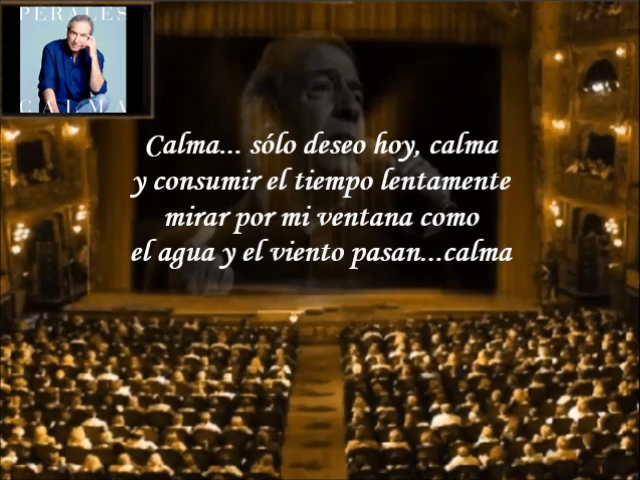 PERALES
CALMA
Calma... sólo deseo hoy, calma
y consumir el tiempo lentamente
mirar por mi ventana como
el agua y el viento pasan...calma